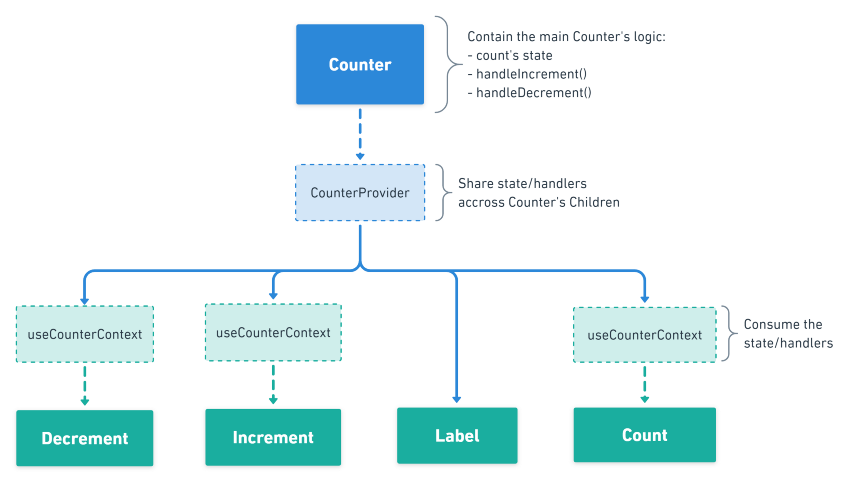 Counter
Contain the main Counter's logic:
- count's state
- handleIncrement()
- handleDecrement()
CounterProvider
Share state/handlers
accross Counter's Children
useCounterContext
useCounterContext
useCounterContext
Consume the
state/handlers
Decrement
Increment
Label
Count